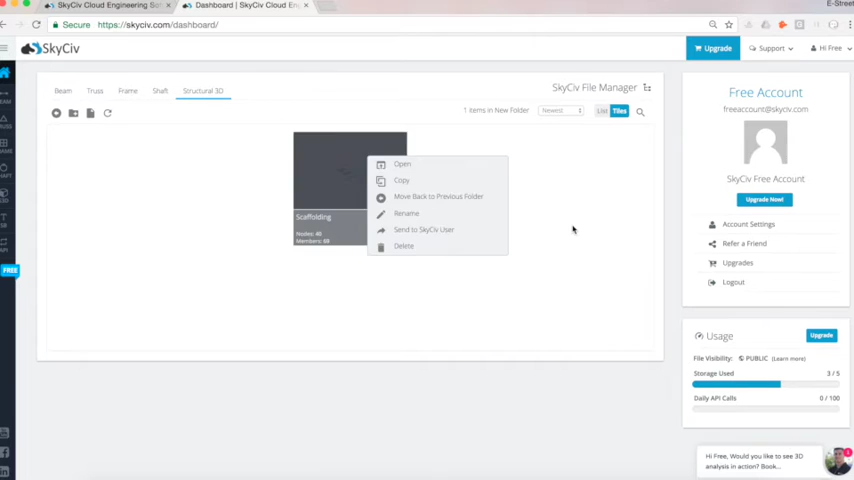 SkyCiv Cloud Engineering Sof
Dashboard | SkyCiv Cloud En
E-Street
Secure https://skyciv.com/dashboard/
SkyCiv
Upgrade
Support
Hi Free
Beam Truss Frame Shaft Structural 3D
SkyCiv File Manager
1 items in New Folder
Newest
List Tiles
Scaffolding
Nodes: 40
Members: 69
Open
Copy
Move Back to Previous Folder
Rename
Send to SkyCiv User
Delete
Free Account
freeaccount@skyciv.com
SkyCiv Free Account
Upgrade Now!
Account Settings
Refer a Friend
Upgrades
Logout
Usage
Upgrade
File Visibility: PUBLIC (Learn more)
Storage Used 3 / 5
Daily API Calls 0 / 100
FREE
API
Hi Free, Would you like to see 3D
analysis in action? Book...